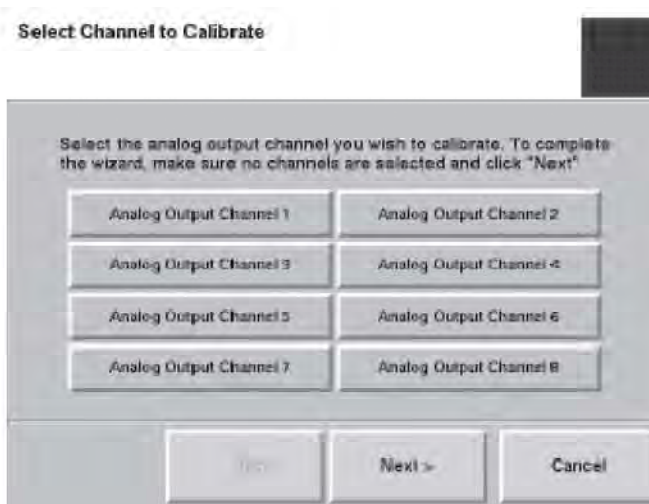 Select Channel to Calibrate
Select the analog output channel you wish to calibrate. To complete
the wizard, make sure no channels are selected and click "Next"
Analog Output Channel 1
Analog Output Channel 2
Analog Output Channel 3
Analog Output Channel 4
Analog Output Channel 5
Analog Output Channel 6
Analog Output Channel 7
Analog Output Channel 8
Next >
Cancel